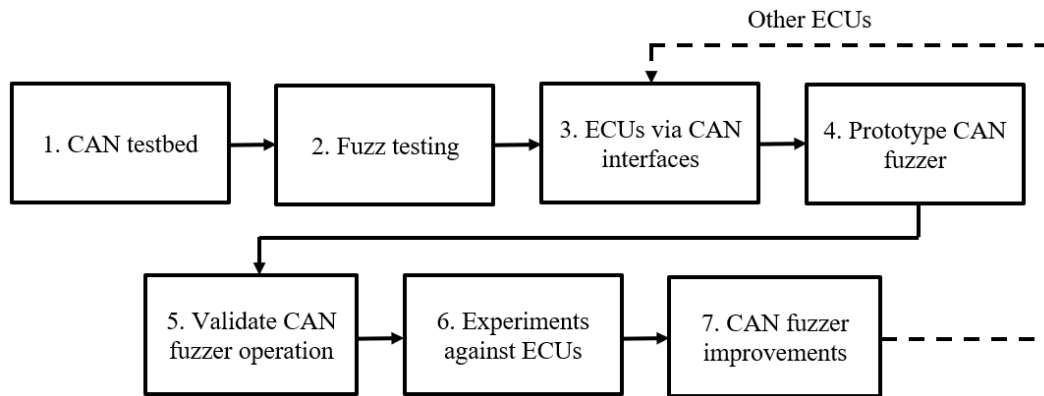 Other ECUs
1. CAN testbed
2. Fuzz testing
3. ECUs via CAN
interfaces
4. Prototype CAN
fuzzer
5. Validate CAN
fuzzer operation
6. Experiments
against ECUs
7. CAN fuzzer
improvements